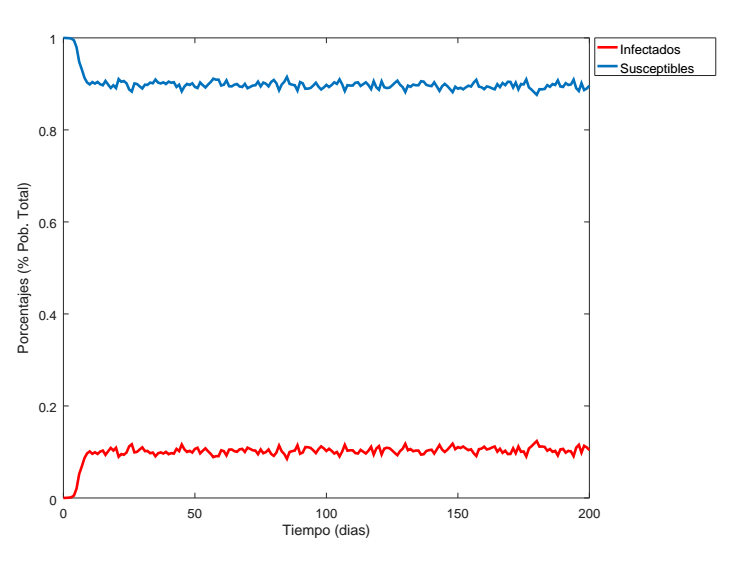 Infectados
Susceptibles
Porcentajes (% Pob. Total)
1
0.8
0.6
0.4
0.2
0
0 50 100 150 200
Tiempo (dias)